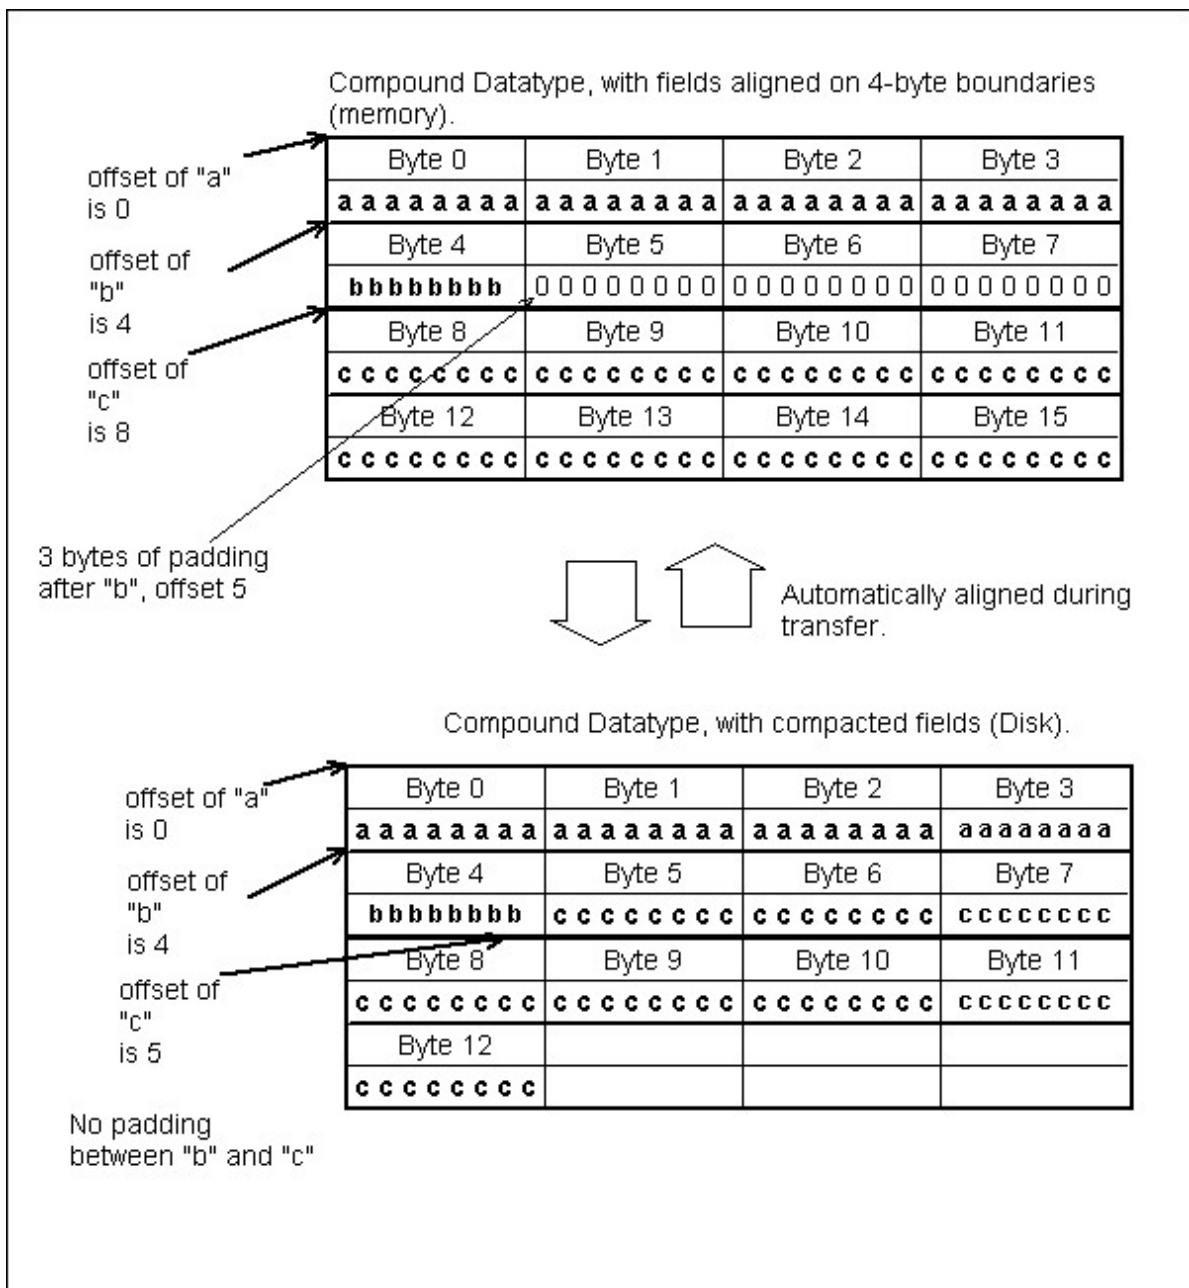 Compound Datatype, with fields aligned on 4-byte boundaries
(memory).
offset of "a"
is 0
offset of
"b"
is 4
offset of
"c"
is 8
Byte 0 Byte 1 Byte 2 Byte 3
a a a a a a a a a a a a a a a a a a a a a a a a a a a a a a a a
Byte 4 Byte 5 Byte 6 Byte 7
b b b b b b b b 0 0 0 0 0 0 0 0 0 0 0 0 0 0 0 0 0 0 0 0 0 0 0 0
Byte 8 Byte 9 Byte 10 Byte 11
c c c c c c c c c c c c c c c c c c c c c c c c c c c c c c c c
Byte 12 Byte 13 Byte 14 Byte 15
c c c c c c c c c c c c c c c c c c c c c c c c c c c c c c c c
3 bytes of padding
after "b", offset 5
Automatically aligned during
transfer.
Compound Datatype, with compacted fields (Disk).
offset of "a"
is 0
offset of
"b"
is 4
offset of
"c"
is 5
Byte 0 Byte 1 Byte 2 Byte 3
a a a a a a a a a a a a a a a a a a a a a a a a a a a a a a a a
Byte 4 Byte 5 Byte 6 Byte 7
b b b b b b b b c c c c c c c c c c c c c c c c c c c c c c c c
Byte 8 Byte 9 Byte 10 Byte 11
c c c c c c c c c c c c c c c c c c c c c c c c c c c c c c c c
Byte 12
c c c c c c c c
No padding
between "b" and "c"